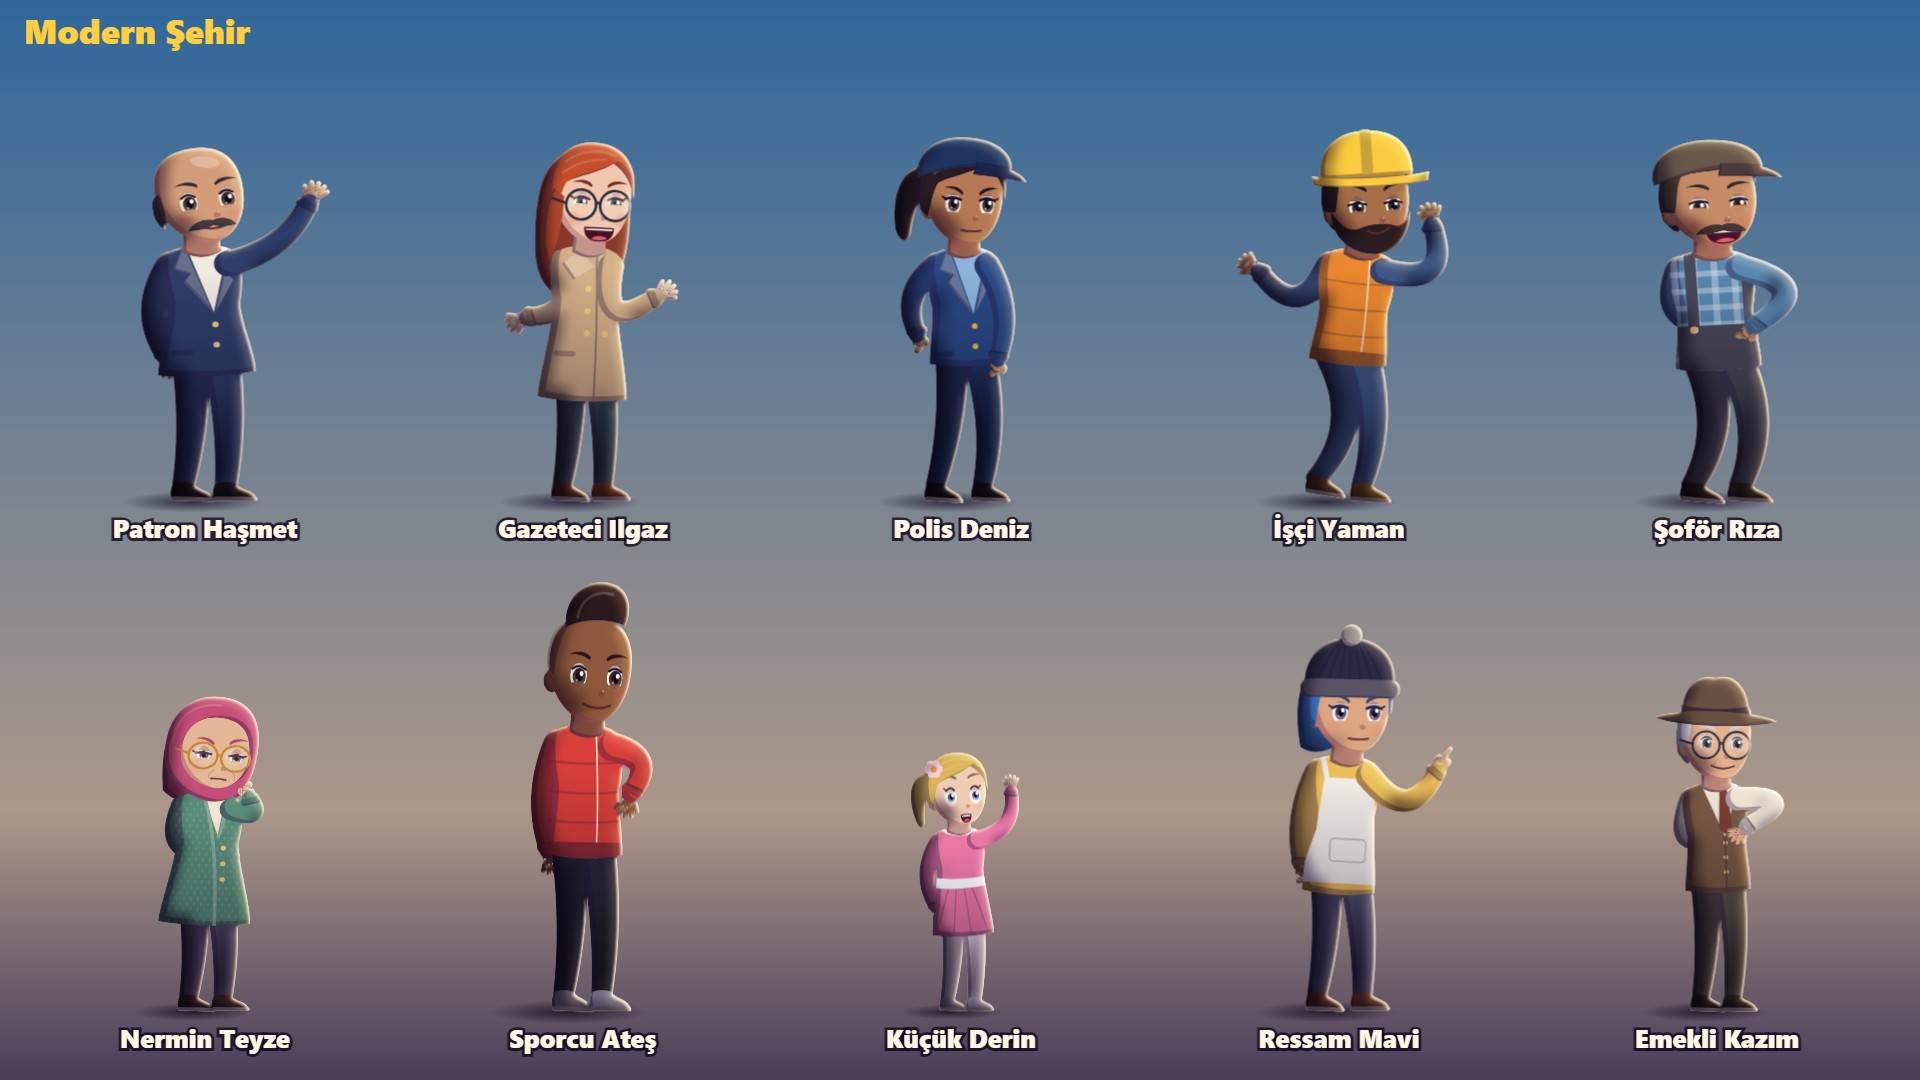 Modern Şehir
Patron Haşmet
Gazeteci Ilgaz
Polis Deniz
İşçi Yaman
Şoför Rıza
Nermin Teyze
Sporcu Ateş
Küçük Derin
Ressam Mavi
Emekli Kazım